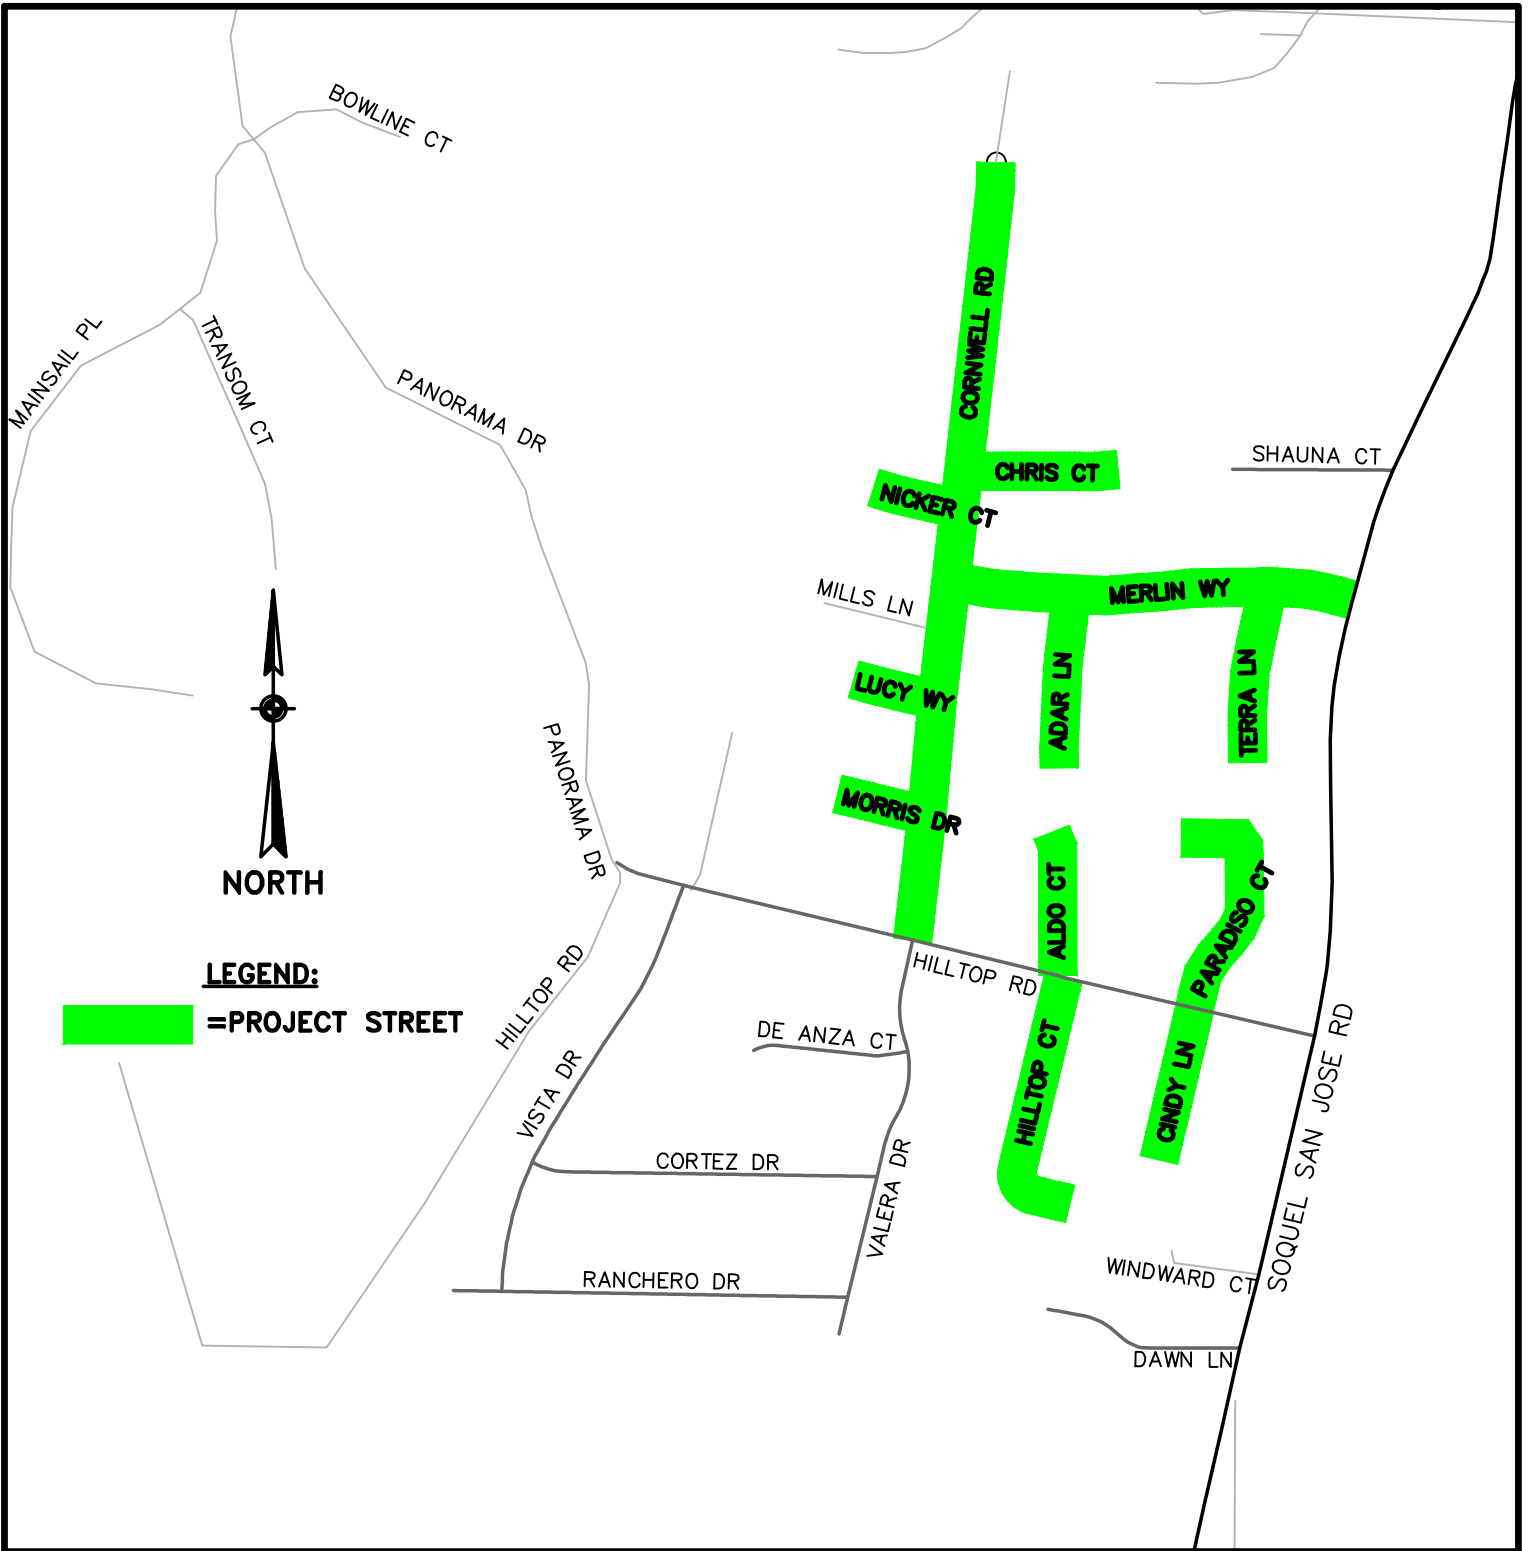 BOWLINE CT
MAINSAIL PL
TRANSOM CT
PANORAMA DR
CORNWELL RD
CHRIS CT
SHAUNA CT
NICKER CT
MILLS LN
MERLIN WY
LUCY WY
ADAR LN
TERRA LN
PANORAMA DR
MORRIS DR
NORTH
ALDO CT
PARADISO CT
HILLTOP RD
LEGEND:
=PROJECT STREET
HILLTOP RD
DE ANZA CT
VISTA DR
HILLTOP CT
CINDY LN
SOQUEL SAN JOSE RD
CORTEZ DR
VALERA DR
RANCHERO DR
WINDWARD CT
DAWN LN